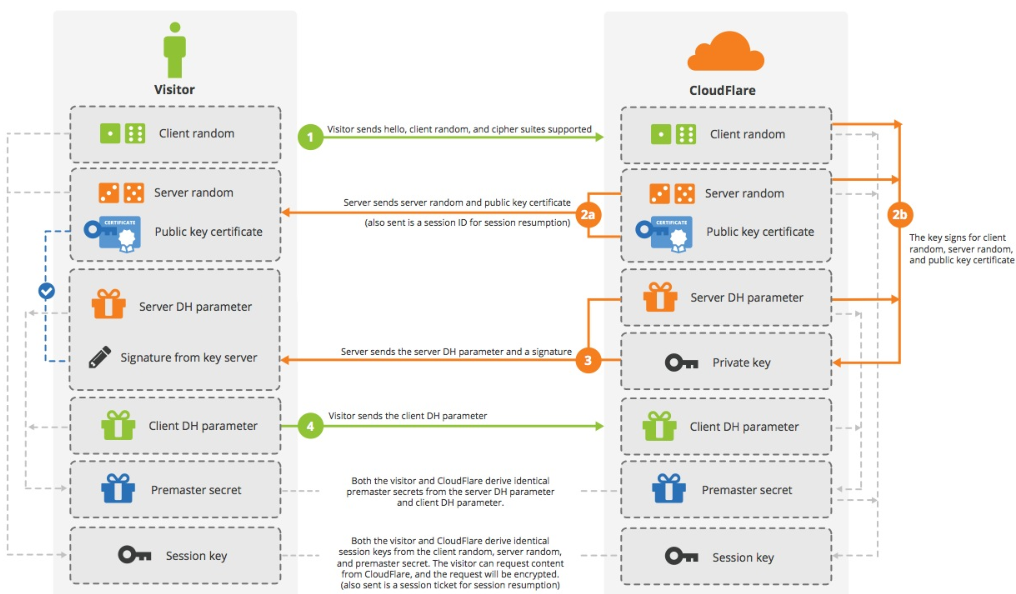 Visitor
CloudFlare
Client random
1
Visitor sends hello, client random, and cipher suites supported
Client random
Server random
Server sends server random and public key certificate
2a
Server random
2b
CERTIFICATE
Public key certificate
(also sent is a session ID for session resumption)
CERTIFICATE
Public key certificate
The key signs for client
random, server random,
and public key certificate
Server DH parameter
Server DH parameter
Signature from key server
Server sends the server DH parameter and a signature
3
Private key
Client DH parameter
4
Visitor sends the client DH parameter
Client DH parameter
Premaster secret
Both the visitor and CloudFlare derive identical
premaster secrets from the server DH parameter
and client DH parameter.
Premaster secret
Session key
Both the visitor and CloudFlare derive identical
session keys from the client random, server random,
and premaster secret. The visitor can request content
from CloudFlare, and the request will be encrypted.
(also sent is a session ticket for session resumption)
Session key